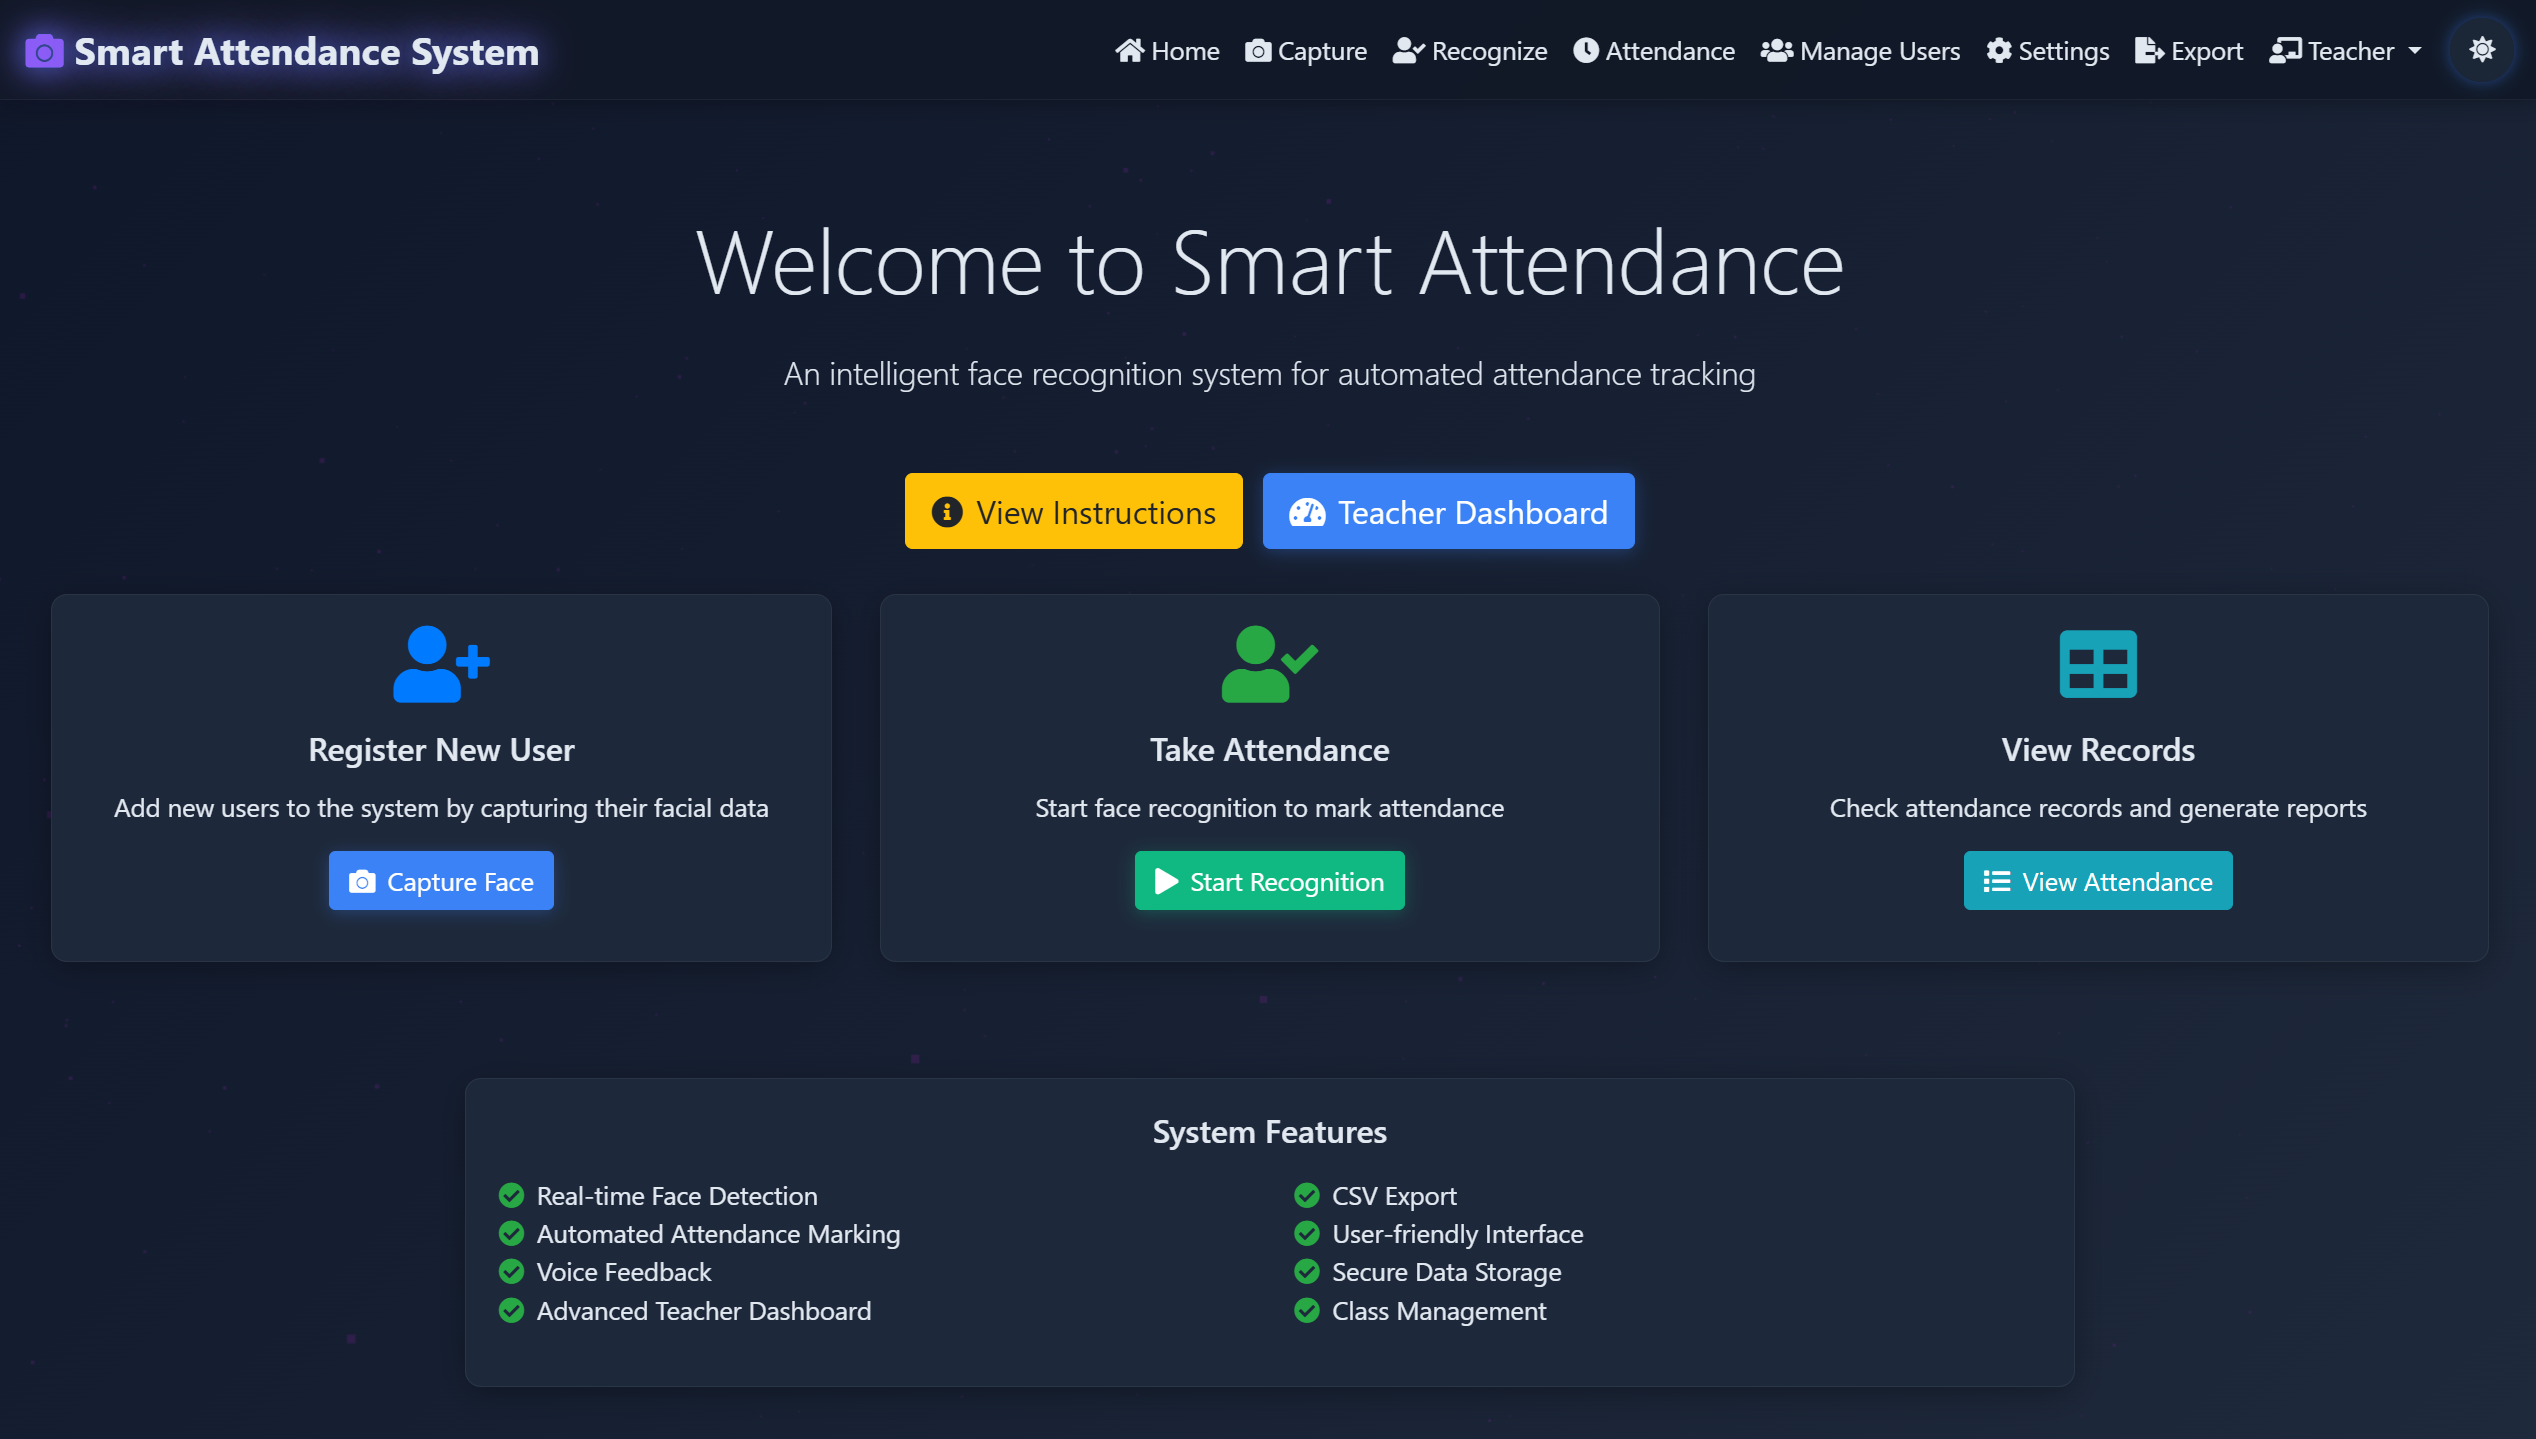 Smart Attendance System
Home Capture Recognize Attendance Manage Users Settings Export Teacher
Welcome to Smart Attendance
An intelligent face recognition system for automated attendance tracking
View Instructions
Teacher Dashboard
Register New User
Add new users to the system by capturing their facial data
Capture Face
Take Attendance
Start face recognition to mark attendance
Start Recognition
View Records
Check attendance records and generate reports
View Attendance
System Features
Real-time Face Detection
Automated Attendance Marking
Voice Feedback
Advanced Teacher Dashboard
CSV Export
User-friendly Interface
Secure Data Storage
Class Management